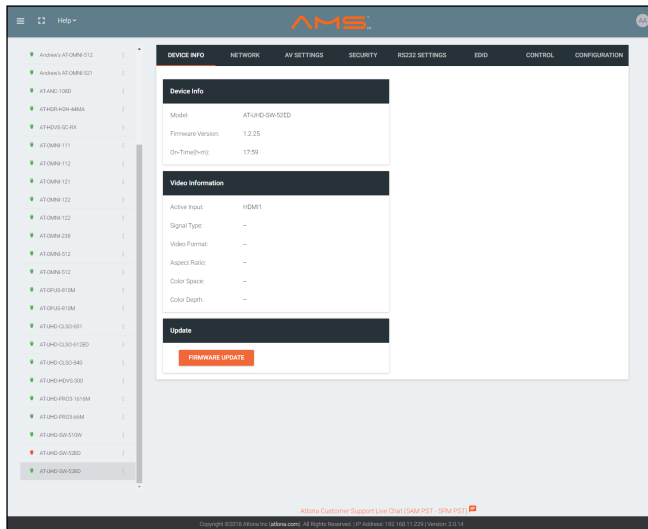 Help
AMS
AA
Andrew's AT-OMNI-512
Andrew's AT-OMNI-521
AT-ANC-108D
AT-HDR-H2H-44MA
AT-HDVS-SC-RX
AT-OMNI-111
AT-OMNI-112
AT-OMNI-121
AT-OMNI-122
AT-OMNI-122
AT-OMNI-238
AT-OMNI-512
AT-OMNI-512
AT-OPUS-810M
AT-OPUS-810M
AT-UHD-CLSO-601
AT-UHD-CLSO-612ED
AT-UHD-CLSO-840
AT-UHD-HDVS-300
AT-UHD-PRO3-1616M
AT-UHD-PRO3-66M
AT-UHD-SW-510W
AT-UHD-SW-52ED
AT-UHD-SW-52ED
DEVICE INFO NETWORK AV SETTINGS SECURITY RS232 SETTINGS EDID CONTROL CONFIGURATION
Device Info
Model: AT-UHD-SW-52ED
Firmware Version: 1.2.25
On-Time(h-m): 17:59
Video Information
Active Input: HDMI1
Signal Type: --
Video Format: --
Aspect Ratio: --
Color Space: --
Color Depth: --
Update
FIRMWARE UPDATE
Atlona Customer Support Live Chat (5AM PST - 5PM PST)
Copyright ©2018 Atlona Inc (atlona.com). All Rights Reserved. | IP Address: 192.168.11.229 | Version: 2.0.14